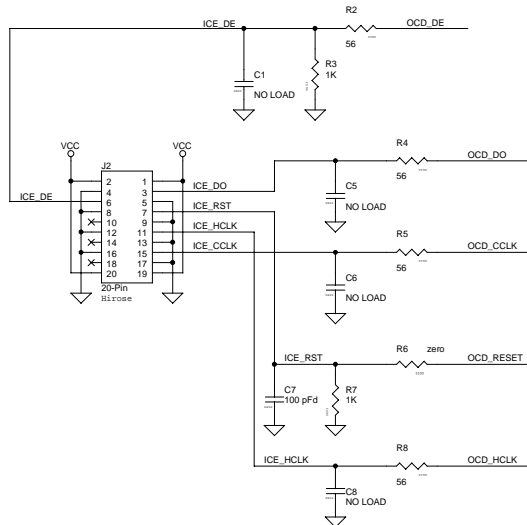 R2
ICE_DE
OCD_DE
56
R3
1K
C1
NO LOAD
VCC
VCC
J2
R4
OCD_DO
2
1
ICE_DO
4
3
56
ICE_DE
6
5
ICE_RST
C5
8
7
NO LOAD
10
9
ICE_HCLK
12
11
R5
OCD_CCLK
14
13
ICE_CCLK
16
15
56
18
17
C6
20
19
NO LOAD
20-Pin
Hirose
ICE_RST
R6
zero
OCD_RESET
C7
100 pFd
R7
1K
R8
ICE_HCLK
OCD_HCLK
56
C8
NO LOAD